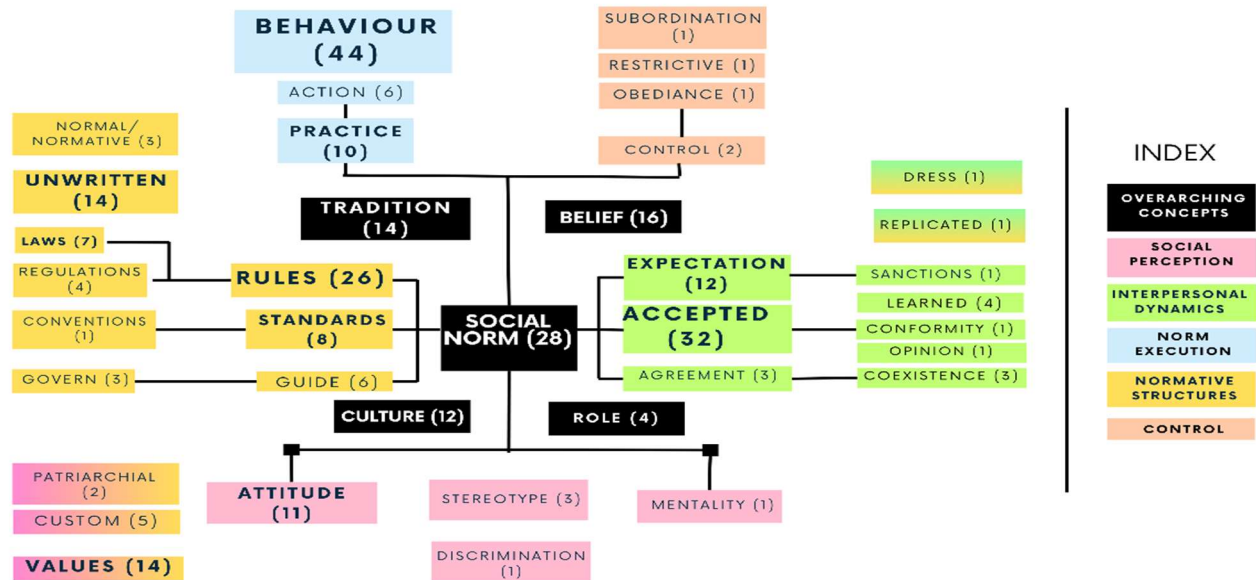 BEHAVIOUR
(44)
ACTION (6)
PRACTICE
(10)
SUBORDINATION
(1)
RESTRICTIVE (1)
OBEDIANCE (1)
CONTROL (2)
NORMAL/
NORMATIVE (3)
UNWRITTEN
(14)
LAWS (7)
REGULATIONS
(4)
CONVENTIONS
(1)
GOVERN (3)
RULES (26)
STANDARDS
(8)
GUIDE (6)
TRADITION
(14)
BELIEF (16)
SOCIAL
NORM (28)
CULTURE (12)
ROLE (4)
EXPECTATION
(12)
ACCEPTED
(32)
AGREEMENT (3)
DRESS (1)
REPLICATED (1)
SANCTIONS (1)
LEARNED (4)
CONFORMITY (1)
OPINION (1)
COEXISTENCE (3)
PATRIARCHIAL
(2)
CUSTOM (5)
VALUES (14)
ATTITUDE
(11)
STEREOTYPE (3)
DISCRIMINATION
(1)
MENTALITY (1)
INDEX
OVERARCHING
CONCEPTS
SOCIAL
PERCEPTION
INTERPERSONAL
DYNAMICS
NORM
EXECUTION
NORMATIVE
STRUCTURES
CONTROL